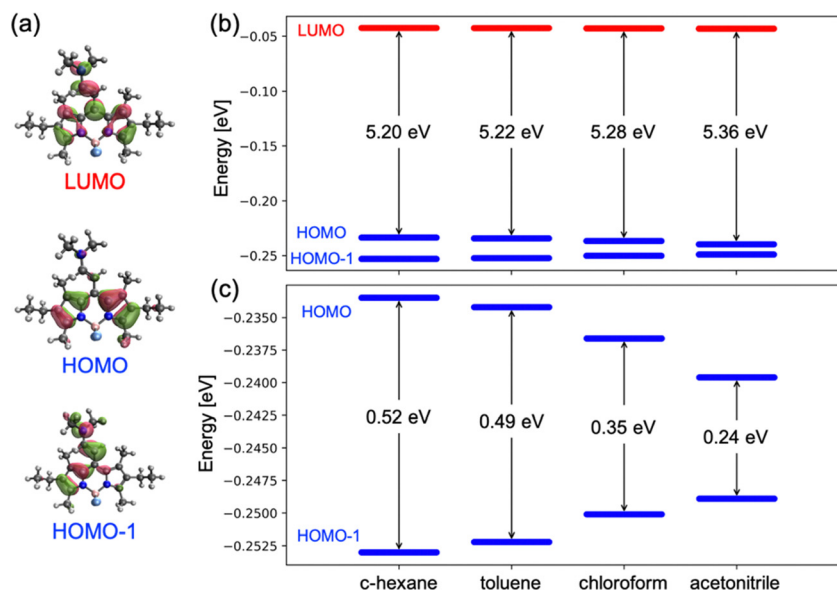 (a)
LUMO
HOMO
HOMO-1
(b)
Energy [eV]
−0.05
−0.10
−0.15
−0.20
−0.25
LUMO
5.20 eV
5.22 eV
5.28 eV
5.36 eV
HOMO
HOMO-1
(c)
Energy [eV]
−0.2350
−0.2375
−0.2400
−0.2425
−0.2450
−0.2475
−0.2500
−0.2525
HOMO
0.52 eV
0.49 eV
0.35 eV
0.24 eV
HOMO-1
c-hexane
toluene
chloroform
acetonitrile